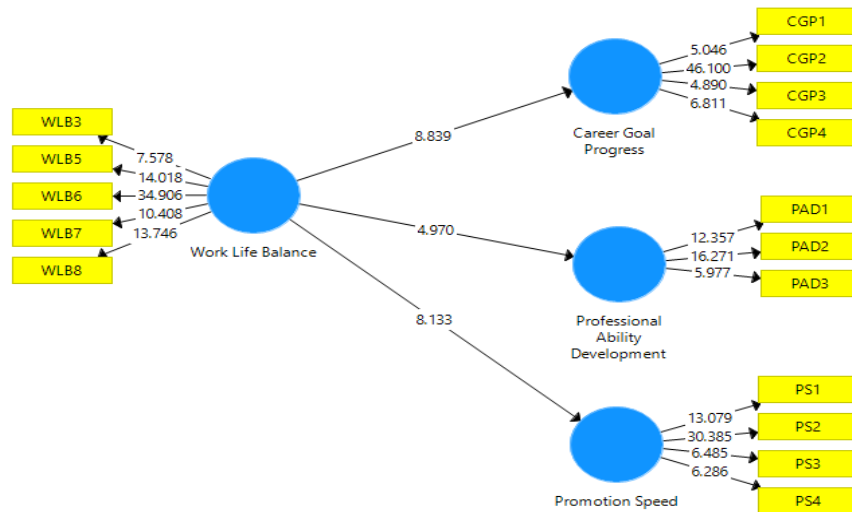 CGP1
5.046
CGP2
46.100
4.890
CGP3
6.811
CGP4
Career Goal
Progress
8.839
WLB3
7.578
WLB5
14.018
WLB6
34.906
WLB7
10.408
13.746
WLB8
Work Life Balance
4.970
PAD1
12.357
PAD2
16.271
5.977
PAD3
Professional
Ability
Development
8.133
PS1
13.079
PS2
30.385
6.485
PS3
6.286
PS4
Promotion Speed